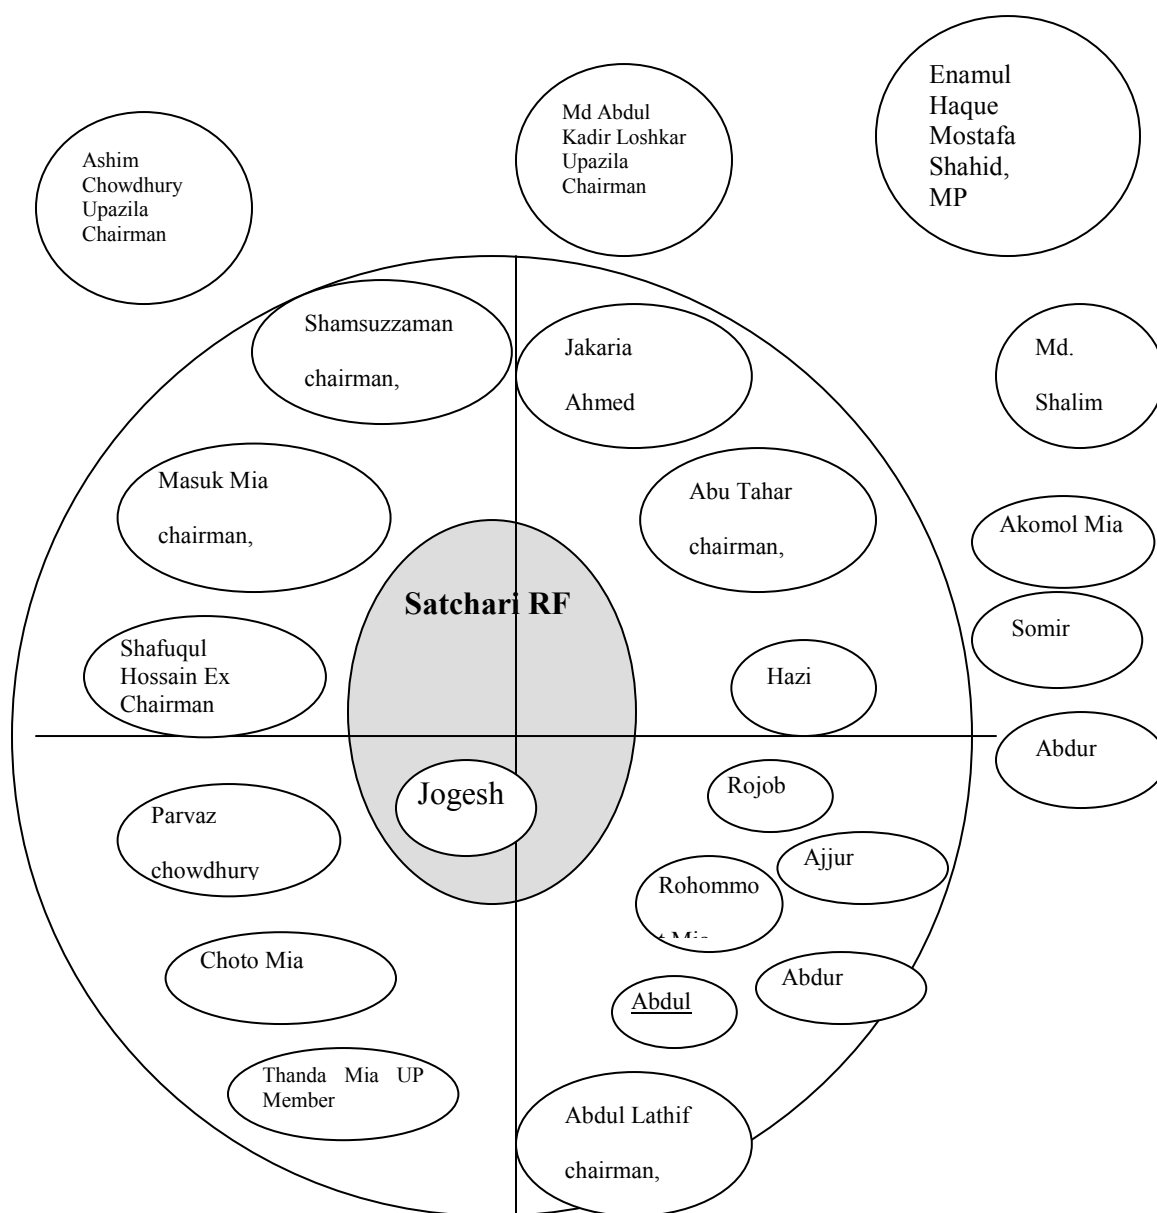 Enamul
Haque
Mostafa
Shahid,
MP
Md Abdul
Kadir Loshkar
Upazila
Chairman
Ashim
Chowdhury
Upazila
Chairman
Shamsuzzaman
chairman,
Jakaria
Ahmed
Md.
Shalim
Masuk Mia
chairman,
Abu Tahar
chairman,
Akomol Mia
Satchari RF
Somir
Shafuqul
Hossain Ex
Chairman
Hazi
Abdur
Jogesh
Rojob
Parvaz
chowdhury
Ajjur
Rohommo
t Mia
Choto Mia
Abdur
Abdul
Thanda Mia UP
Member
Abdul Lathif
chairman,